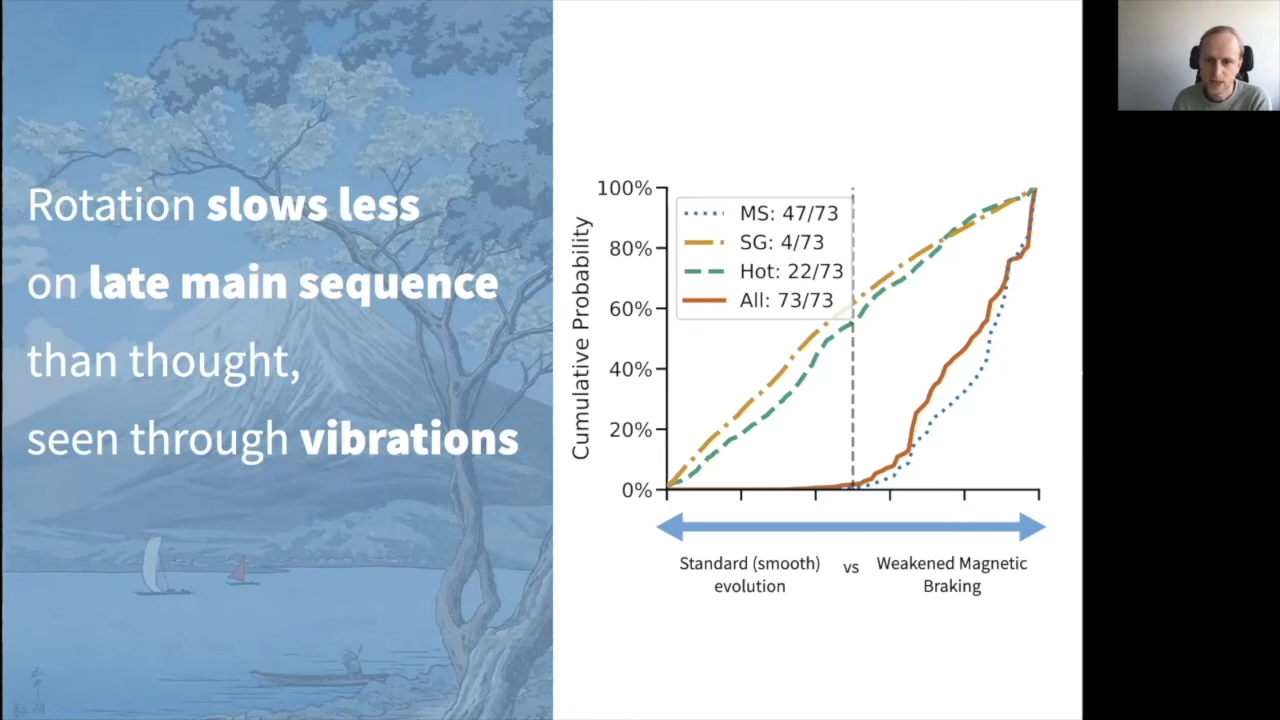 Rotation slows less
on late main sequence
than thought,
seen through vibrations
Cumulative Probability
100%
80%
60%
40%
20%
0%
MS: 47/73
SG: 4/73
Hot: 22/73
All: 73/73
Standard (smooth)
evolution
vs
Weakened Magnetic
Braking